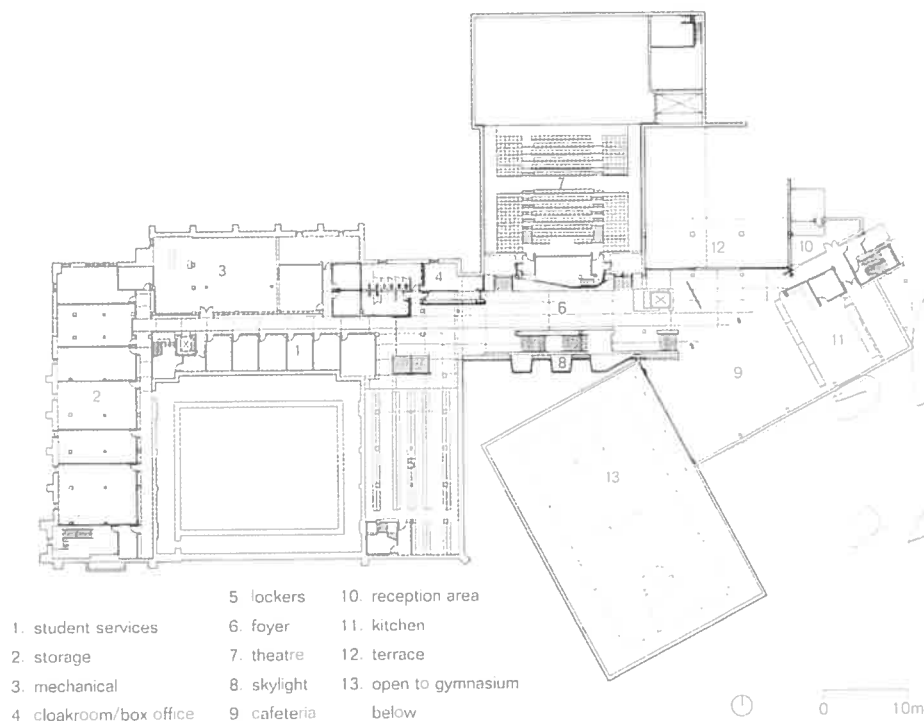 7
3
4
12
10
6
1
11
8
9
2
5
13
1. student services
2. storage
3. mechanical
4 cloakroom/box office
5 lockers
6. foyer
7. theatre
8. skylight
9 cafeteria
10. reception area
11. kitchen
12. terrace
13. open to gymnasium
below
0 10m